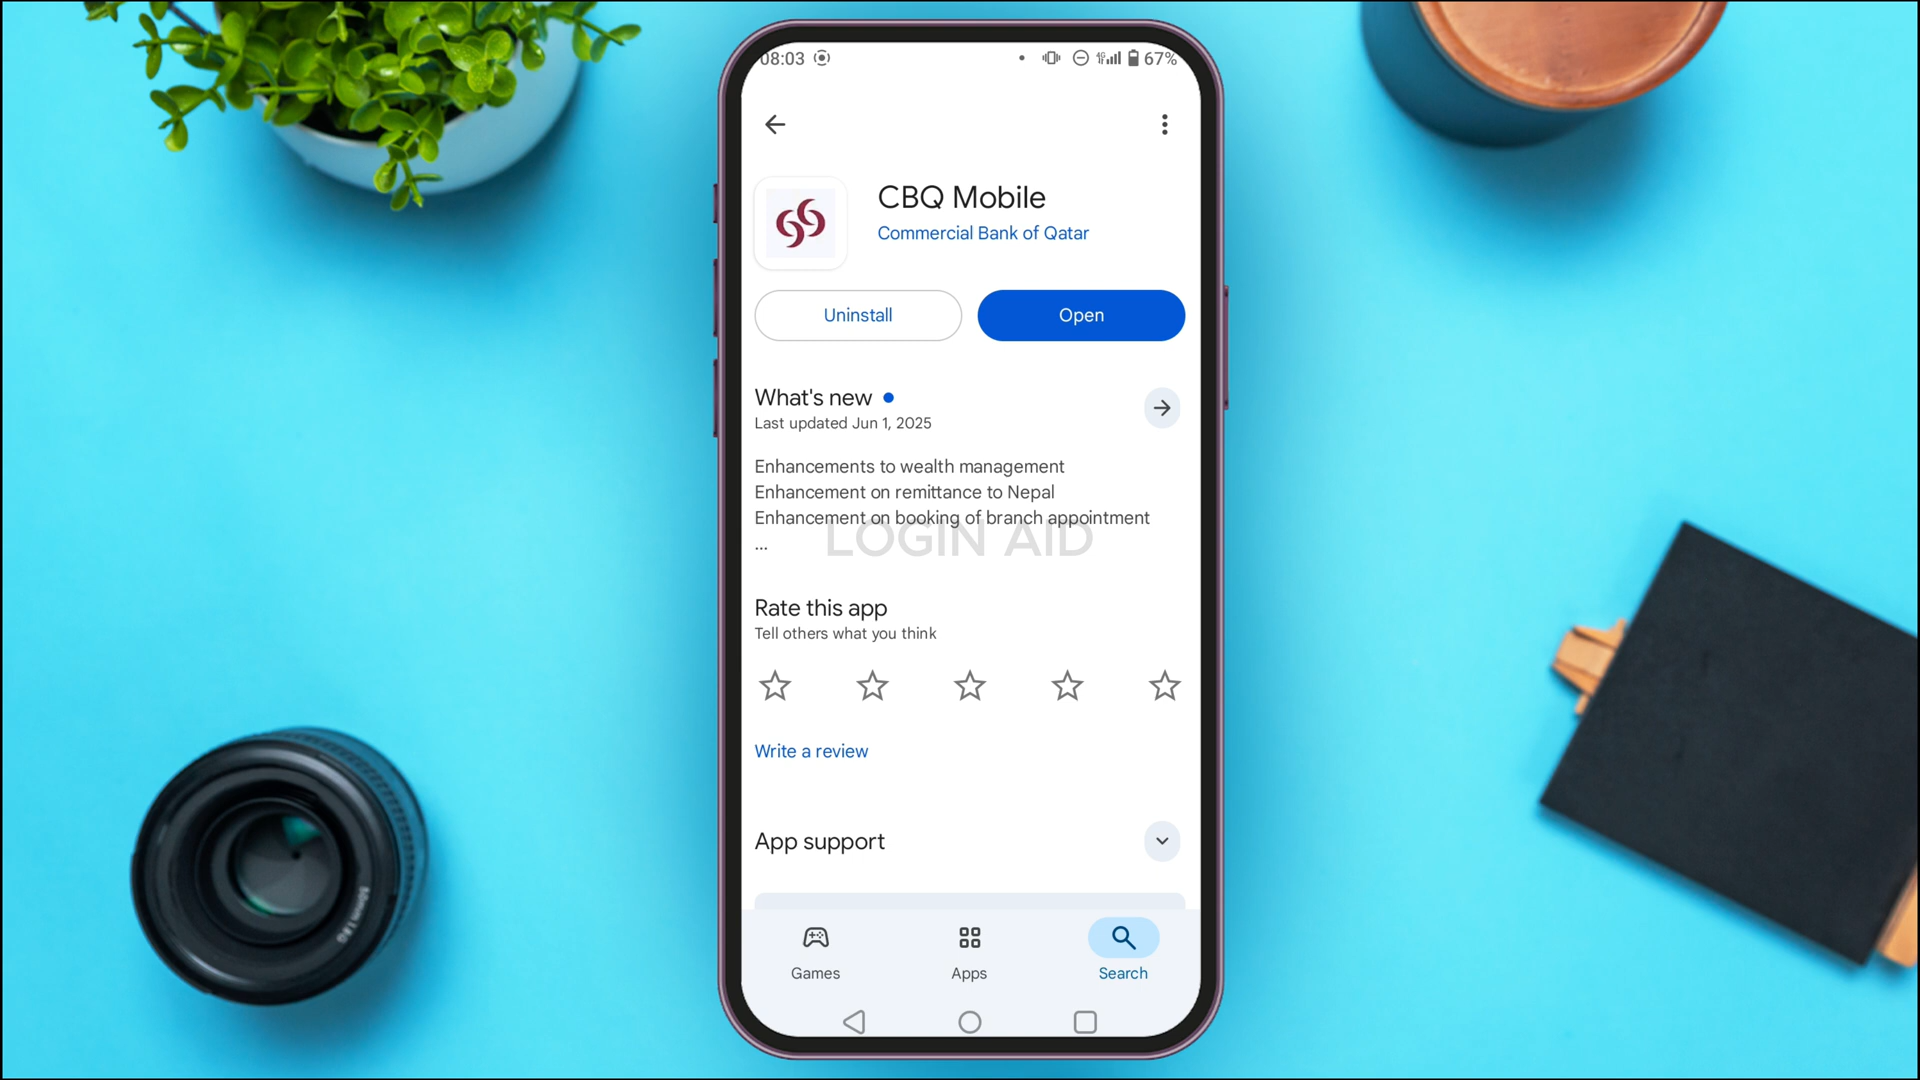 08:03
4G
67%
CBQ Mobile
Commercial Bank of Qatar
Uninstall
Open
What's new
Last updated Jun 1, 2025
Enhancements to wealth management
Enhancement on remittance to Nepal
Enhancement on booking of branch appointment
...
LOGIN AID
Rate this app
Tell others what you think
Write a review
App support
Games
Apps
Search